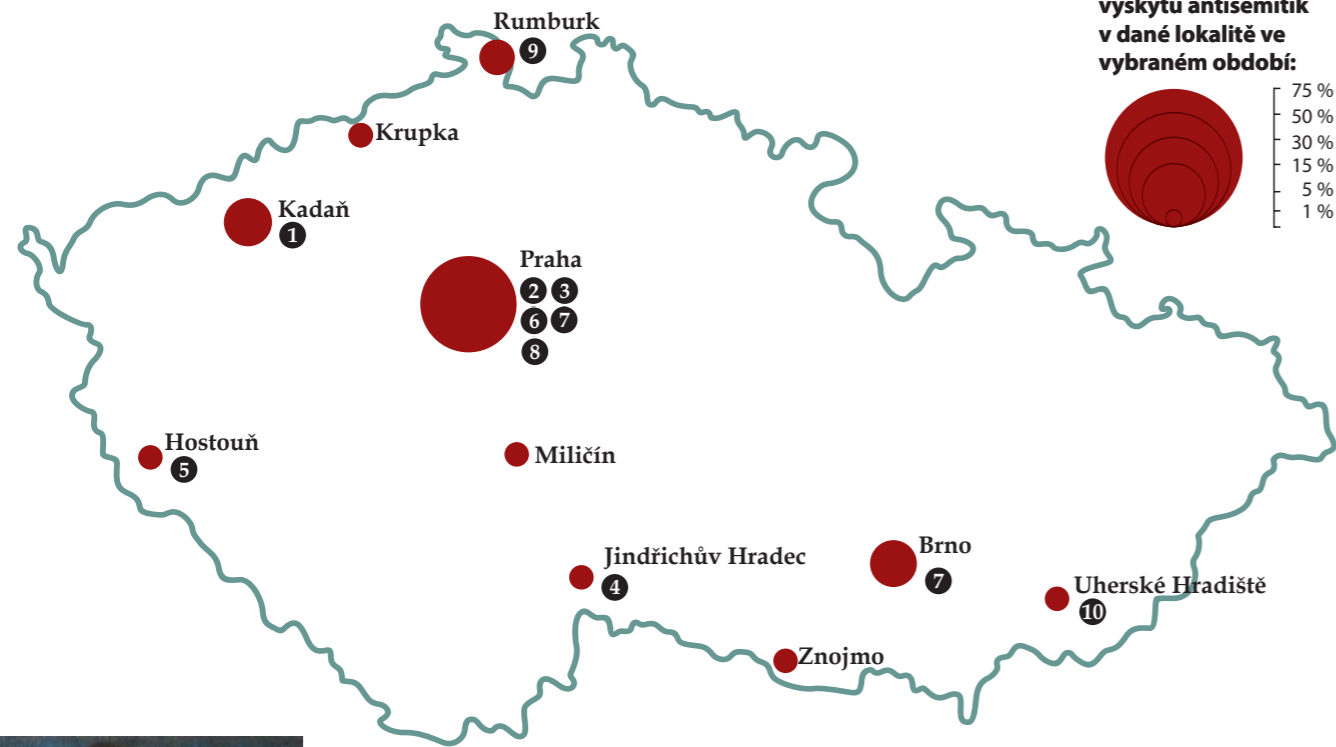 výskytu antisemitik
v dané lokalitě ve
vybraném období:
75 %
50 %
30 %
15 %
5 %
1 %
Rumburk
9
Krupka
Kadaň
1
Praha
2 3
6 7
8
Hostouň
5
Miličín
Jindřichův Hradec
4
Brno
7
Uherské Hradiště
10
Znojmo